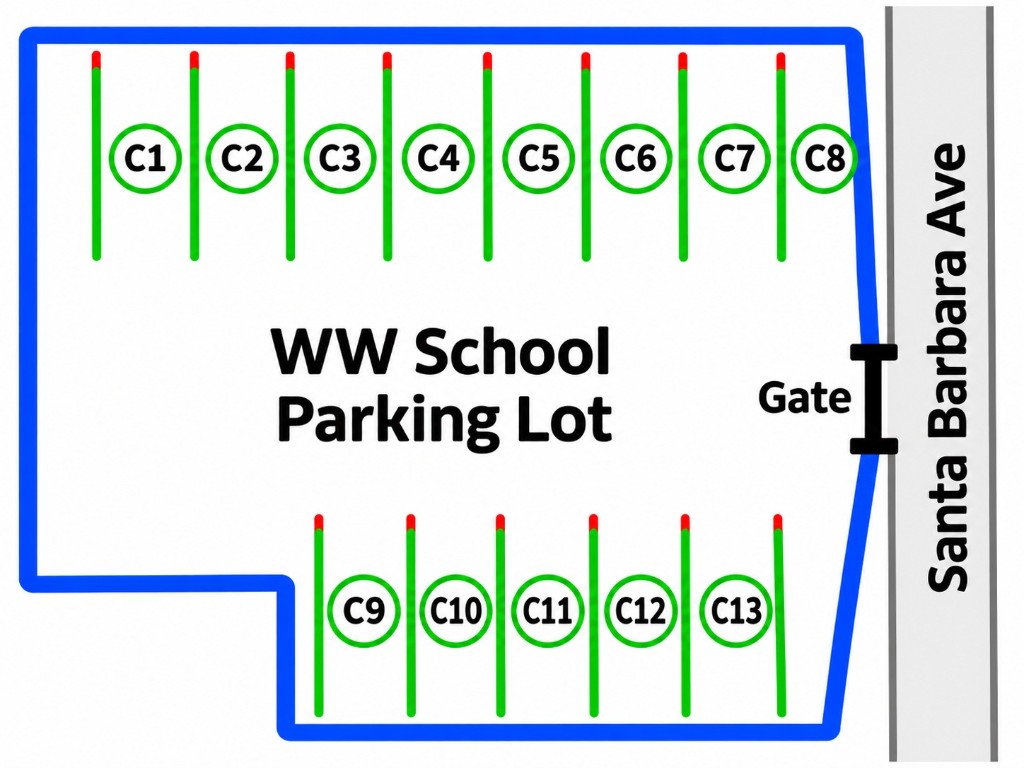 C1 C2 C3 C4 C5 C6 C7 C8
WW School
Parking Lot
Gate
Santa Barbara Ave
C9 C10 C11 C12 C13